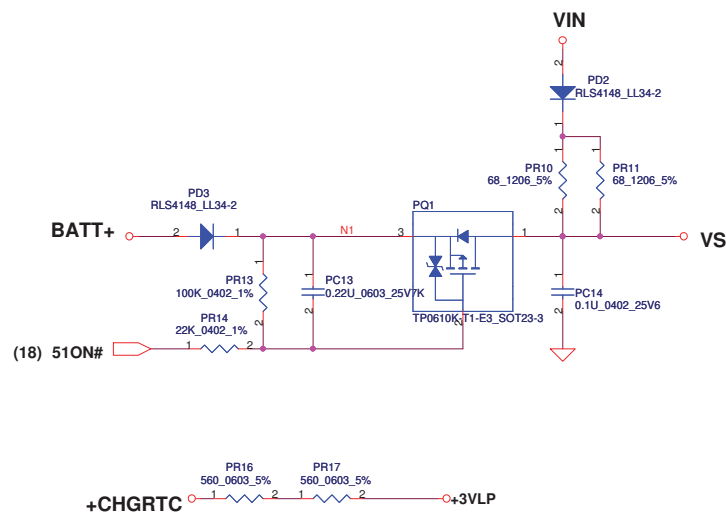 VIN
2
PD2
RLS4148_LL34-2
1
1
1
PR10
68_1206_5%
PR11
68_1206_5%
2
2
PD3
RLS4148_LL34-2
BATT+
2
1
N1
PQ1
3
1
VS
2
TP0610K-T1-E3_SOT23-3
1
PR13
100K_0402_1%
2
1
PC13
0.22U_0603_25V7K
2
1
PC14
0.1U_0402_25V6
2
PR14
22K_0402_1%
(18) 51ON#
1
2
PR16
560_0603_5%
PR17
560_0603_5%
+CHGRTC
1
2
1
2
+3VLP